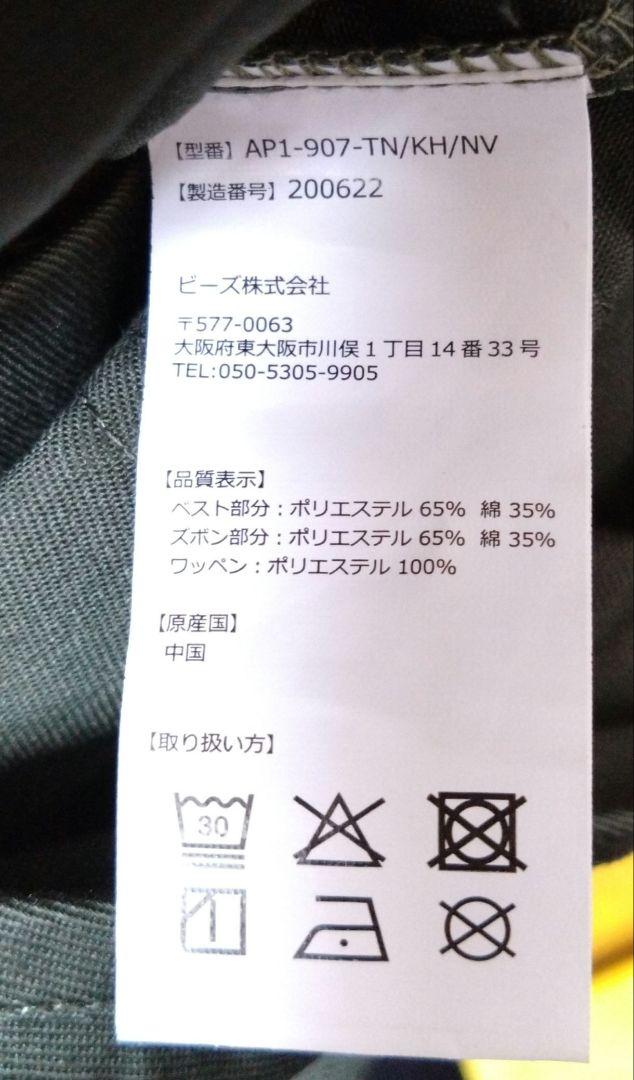 【型番】AP1-907-TN/KH/NV
【製造番号】200622
ビーズ株式会社
〒577-0063
大阪府東大阪市川俣1丁目14番33号
TEL:050-5305-9905
【品質表示】
ベスト部分：ポリエステル 65% 綿 35%
ズボン部分：ポリエステル 65% 綿 35%
ワッペン：ポリエステル 100%
【原産国】
中国
【取り扱い方】
30